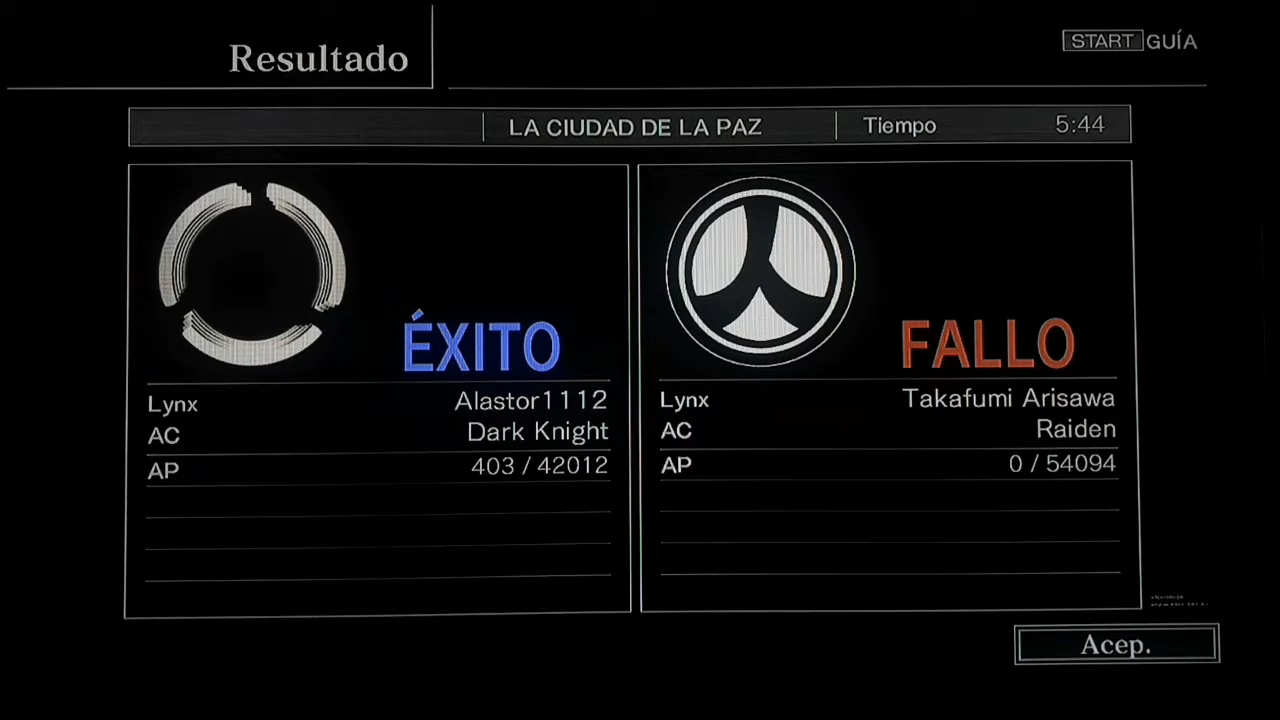 Resultado
START GUÍA
LA CIUDAD DE LA PAZ Tiempo 5:44
ÉXITO
Lynx Alastor1112
AC Dark Knight
AP 403 / 42012
FALLO
Lynx Takafumi Arisawa
AC Raiden
AP 0 / 54094
Acep.